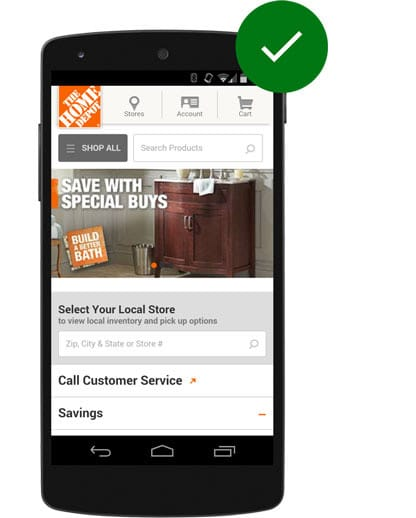 THE
HOME
DEPOT
Stores
Account
Cart
SHOP ALL
Search Products
SAVE WITH
SPECIAL BUYS
BUILD
A BETTER
BATH
Select Your Local Store
to view local inventory and pick up options
Zip, City & State or Store #
Call Customer Service
Savings